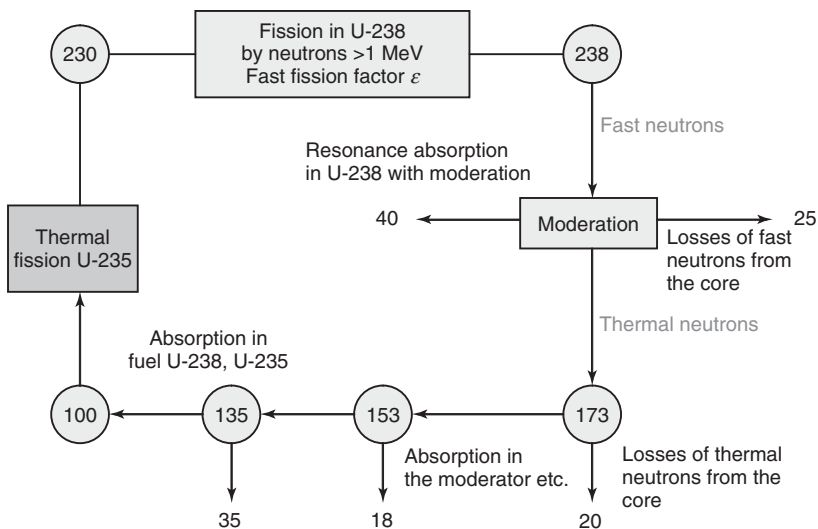 230
Fission in U-238
by neutrons >1 MeV
Fast fission factor ε
238
Fast neutrons
Resonance absorption
in U-238 with moderation
40
Moderation
25
Losses of fast
neutrons from
the core
Thermal
fission U-235
Thermal neutrons
Absorption in
fuel U-238, U-235
100
135
153
173
Absorption in
the moderator etc.
Losses of thermal
neutrons from the
core
35
18
20